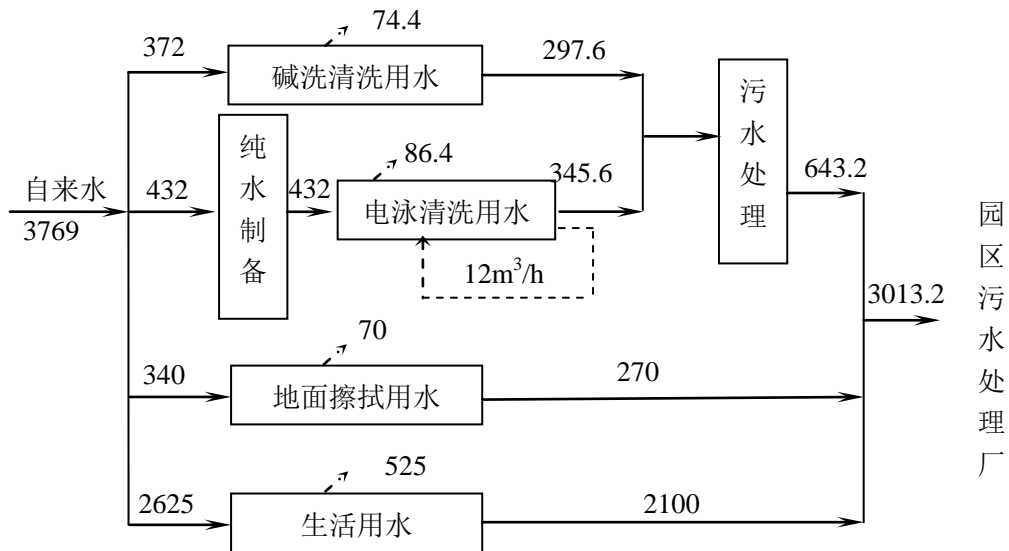 74.4
372
碱洗清洗用水
297.6
污水处理
纯水制备
86.4
自来水
3769
432
432
电泳清洗用水
345.6
643.2
12m³/h
园区污水处理厂
3013.2
70
340
地面擦拭用水
270
525
2625
生活用水
2100